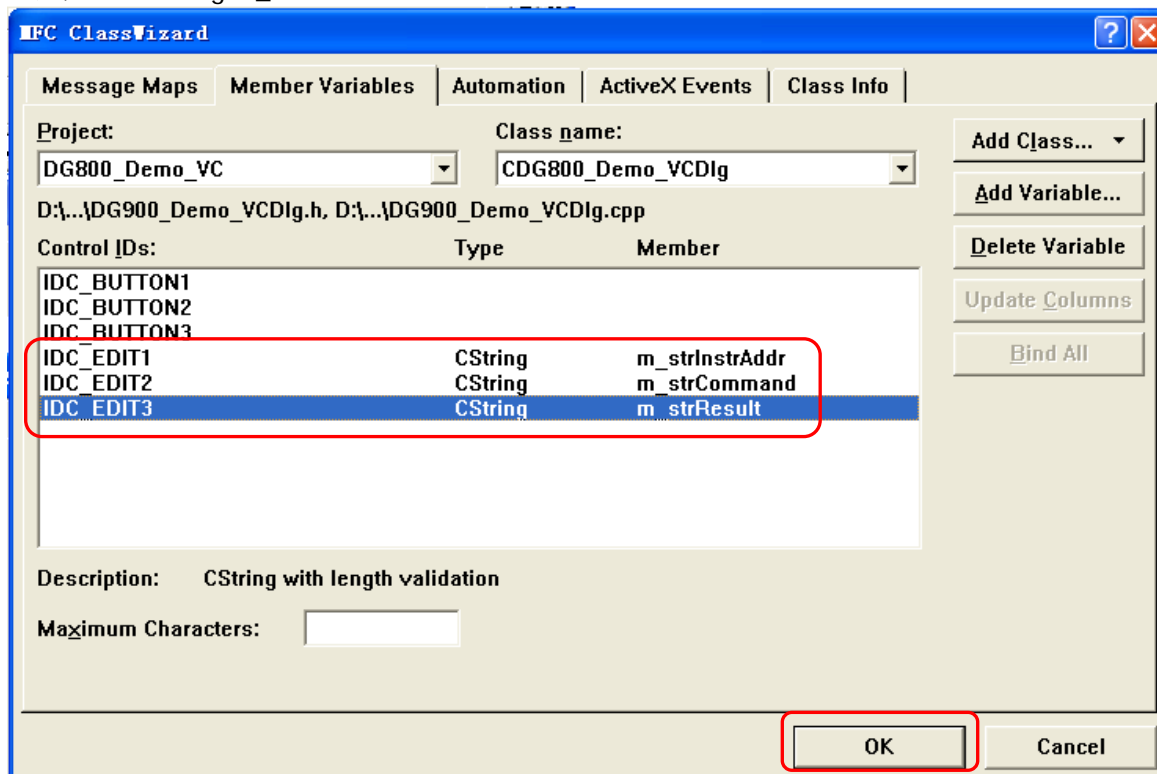 MFC ClassWizard
Message Maps Member Variables Automation ActiveX Events Class Info
Project: Class name:
DG800_Demo_VC CDG800_Demo_VCDlg
Add Class...
Add Variable...
D:\...\DG900_Demo_VCDlg.h, D:\...\DG900_Demo_VCDlg.cpp
Control IDs: Type Member
Delete Variable
IDC_BUTTON1
IDC_BUTTON2
Update Columns
IDC_BUTTON3
IDC_EDIT1 CString m_strInstrAddr
Bind All
IDC_EDIT2 CString m_strCommand
IDC_EDIT3 CString m_strResult
Description: CString with length validation
Maximum Characters:
OK Cancel